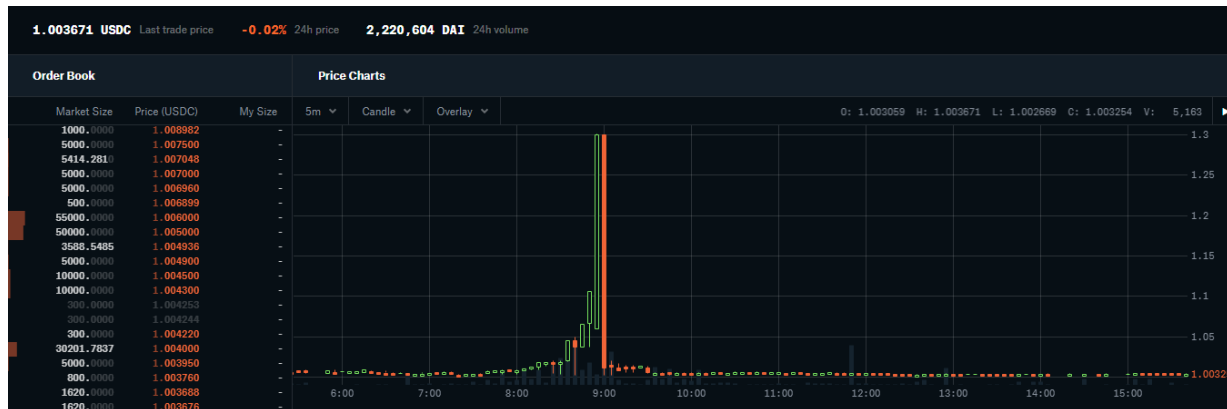 1.003671 USDC Last trade price -0.02% 24h price 2,220,604 DAI 24h volume
Order Book
Price Charts
Market Size Price (USDC) My Size
5m Candle Overlay
O: 1.003059 H: 1.003671 L: 1.002669 C: 1.003254 V: 5,163
1000.0000 1.008982 -
5000.0000 1.007500 -
5414.2810 1.007048 -
5000.0000 1.007000 -
5000.0000 1.006960 -
500.0000 1.006899 -
55000.0000 1.006000 -
50000.0000 1.005000 -
3588.5485 1.004936 -
5000.0000 1.004900 -
10000.0000 1.004500 -
10000.0000 1.004300 -
300.0000 1.004253 -
300.0000 1.004244 -
300.0000 1.004220 -
30201.7837 1.004000 -
5000.0000 1.003950 -
800.0000 1.003760 -
1620.0000 1.003688 -
1620.0000 1.003676 -
1.3
1.25
1.2
1.15
1.1
1.05
1.0032
6:00 7:00 8:00 9:00 10:00 11:00 12:00 13:00 14:00 15:00